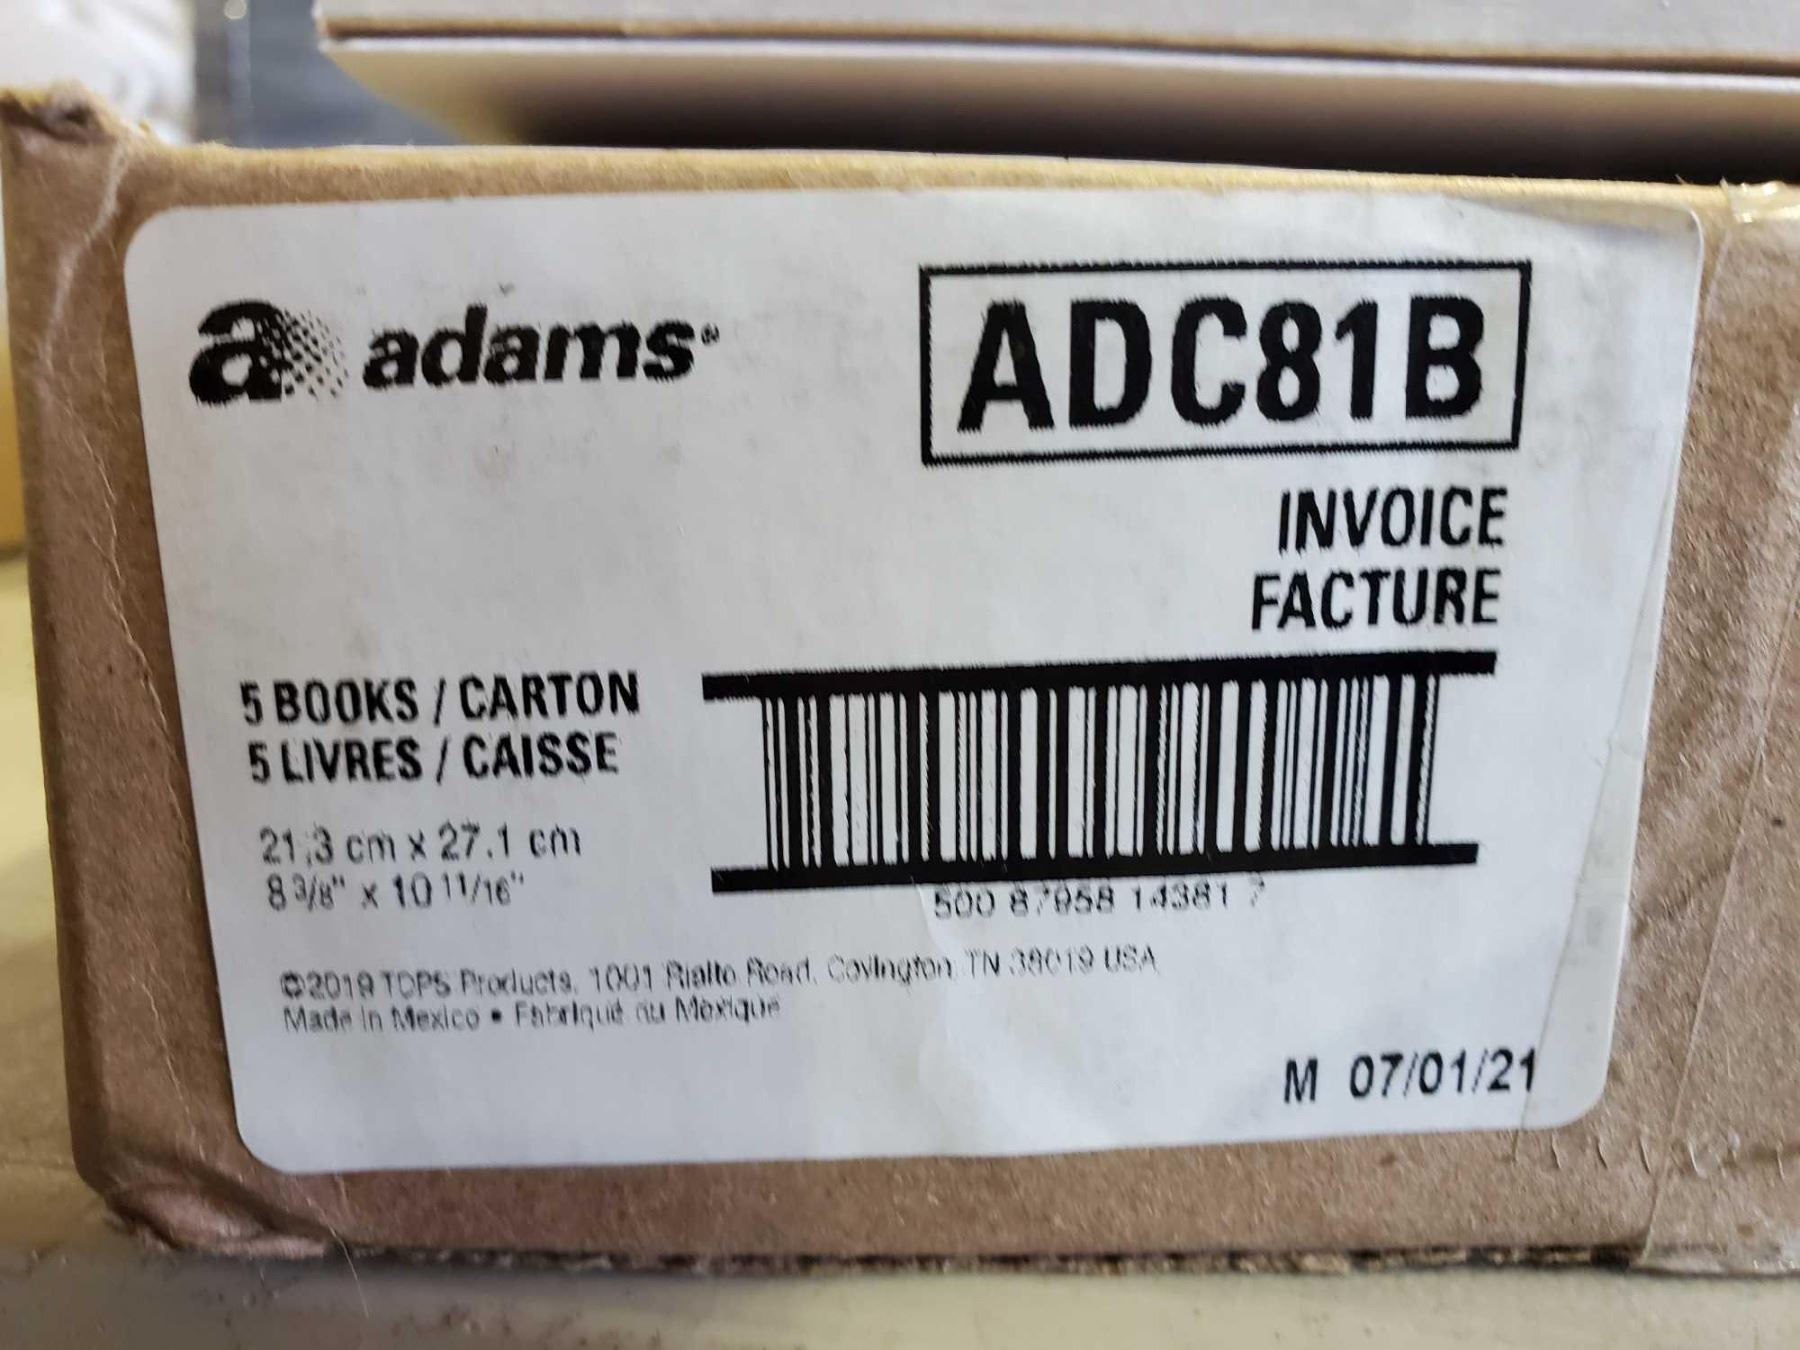 adams®
ADC81B
INVOICE
FACTURE
5 BOOKS / CARTON
5 LIVRES / CAISSE
21,3 cm x 27.1 cm
8 3/8" x 10 11/16"
500 87958 14381 7
©2019 TOPS Products, 1001 Rialto Road, Covington, TN 38019 USA
Made in Mexico • Fabriqué au Mexique
M 07/01/21